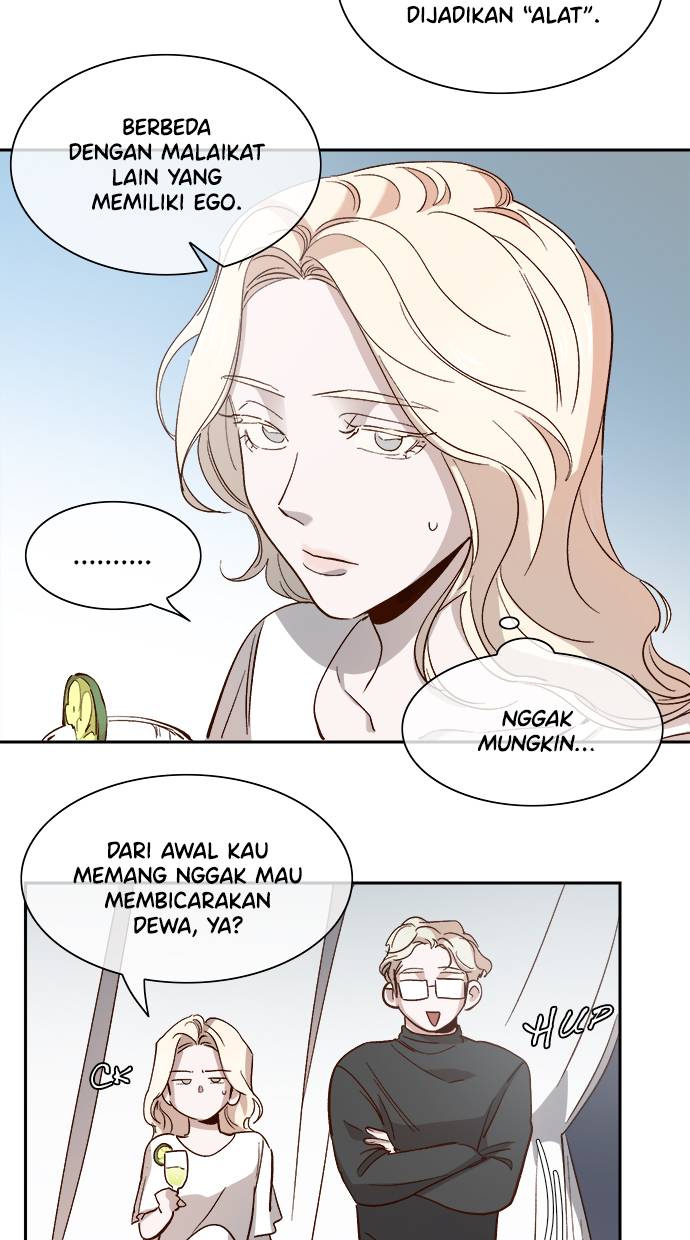 DIJADIKAN “ALAT”.
BERBEDA
DENGAN MALAIKAT
LAIN YANG
MEMILIKI EGO.
..........
NGGAK
MUNGKIN...
DARI AWAL KAU
MEMANG NGGAK MAU
MEMBICARAKAN
DEWA, YA?
CK
HUP